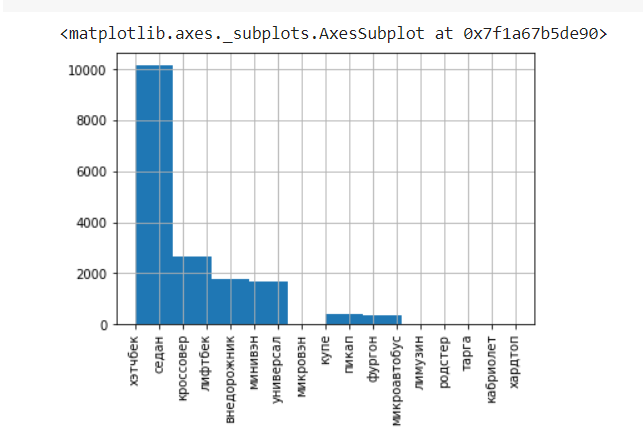 <matplotlib.axes._subplots.AxesSubplot at 0x7f1a67b5de90>
10000
8000
6000
4000
2000
0
хэтчбек
седан
кроссовер
лифтбек
внедорожник
минивэн
универсал
микровэн
купе
пикап
фургон
микроавтобус
лимузин
родстер
тарга
кабриолет
хардтоп